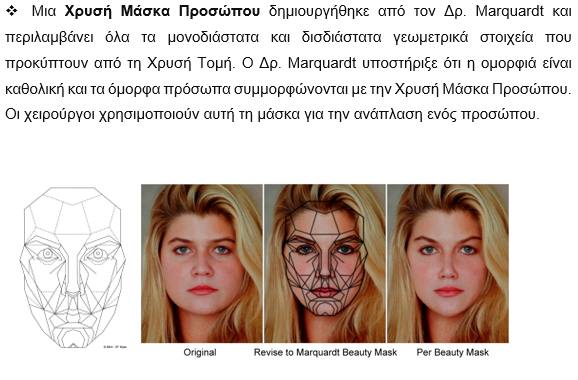 ❖ Μια Χρυσή Μάσκα Προσώπου δημιουργήθηκε από τον Δρ. Marquardt και
περιλαμβάνει όλα τα μονοδιάστατα και δισδιάστατα γεωμετρικά στοιχεία που
προκύπτουν από τη Χρυσή Τομή. Ο Δρ. Marquardt υποστήριξε ότι η ομορφιά είναι
καθολική και τα όμορφα πρόσωπα συμμορφώνονται με την Χρυσή Μάσκα Προσώπου.
Οι χειρούργοι χρησιμοποιούν αυτή τη μάσκα για την ανάπλαση ενός προσώπου.
Original
Revise to Marquardt Beauty Mask
Per Beauty Mask